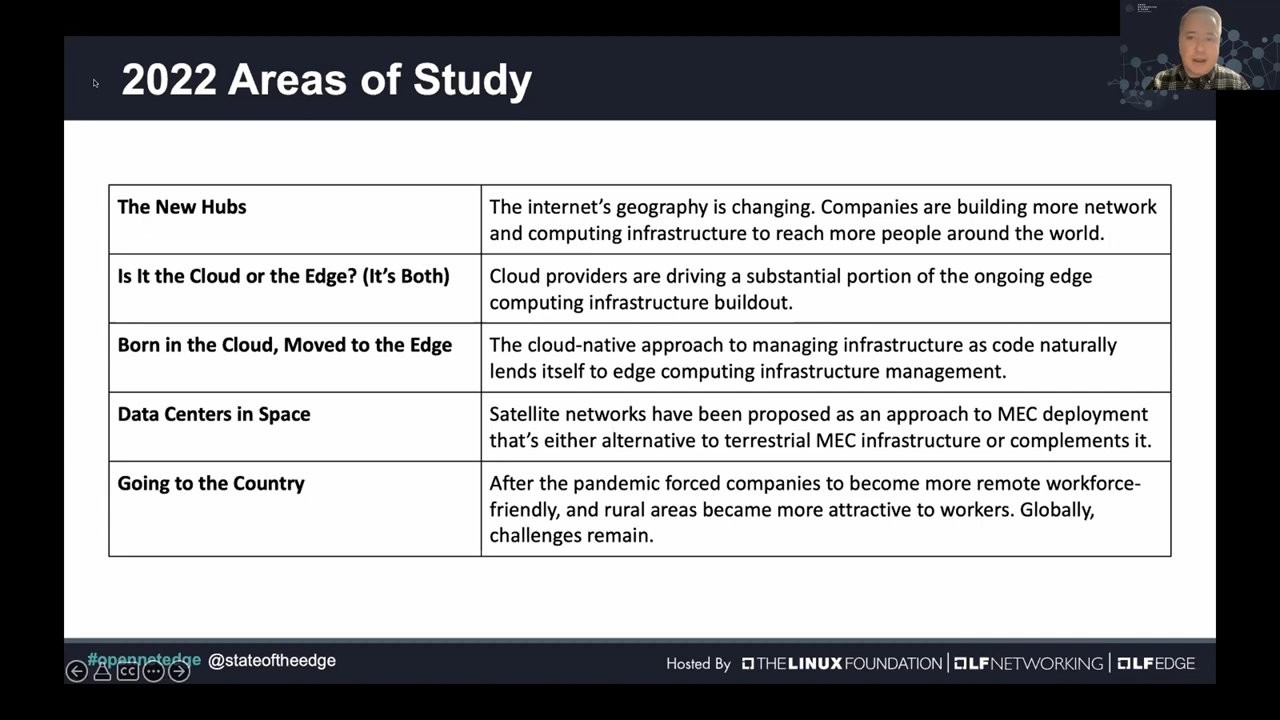 2022 Areas of Study
The New Hubs
The internet’s geography is changing. Companies are building more network
and computing infrastructure to reach more people around the world.
Is It the Cloud or the Edge? (It’s Both)
Cloud providers are driving a substantial portion of the ongoing edge
computing infrastructure buildout.
Born in the Cloud, Moved to the Edge
The cloud-native approach to managing infrastructure as code naturally
lends itself to edge computing infrastructure management.
Data Centers in Space
Satellite networks have been proposed as an approach to MEC deployment
that’s either alternative to terrestrial MEC infrastructure or complements it.
Going to the Country
After the pandemic forced companies to become more remote workforce-
friendly, and rural areas became more attractive to workers. Globally,
challenges remain.
#opennetedge @stateoftheedge
CC
Hosted By THE LINUX FOUNDATION | LF NETWORKING | LF EDGE